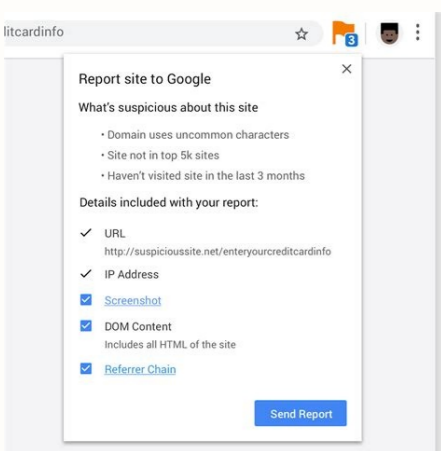 litcardinfo
3
Report site to Google
What's suspicious about this site
• Domain uses uncommon characters
• Site not in top 5k sites
• Haven't visited site in the last 3 months
Details included with your report:
URL
http://suspicioussite.net/enteryourcreditcardinfo
IP Address
Screenshot
DOM Content
Includes all HTML of the site
Referrer Chain
Send Report